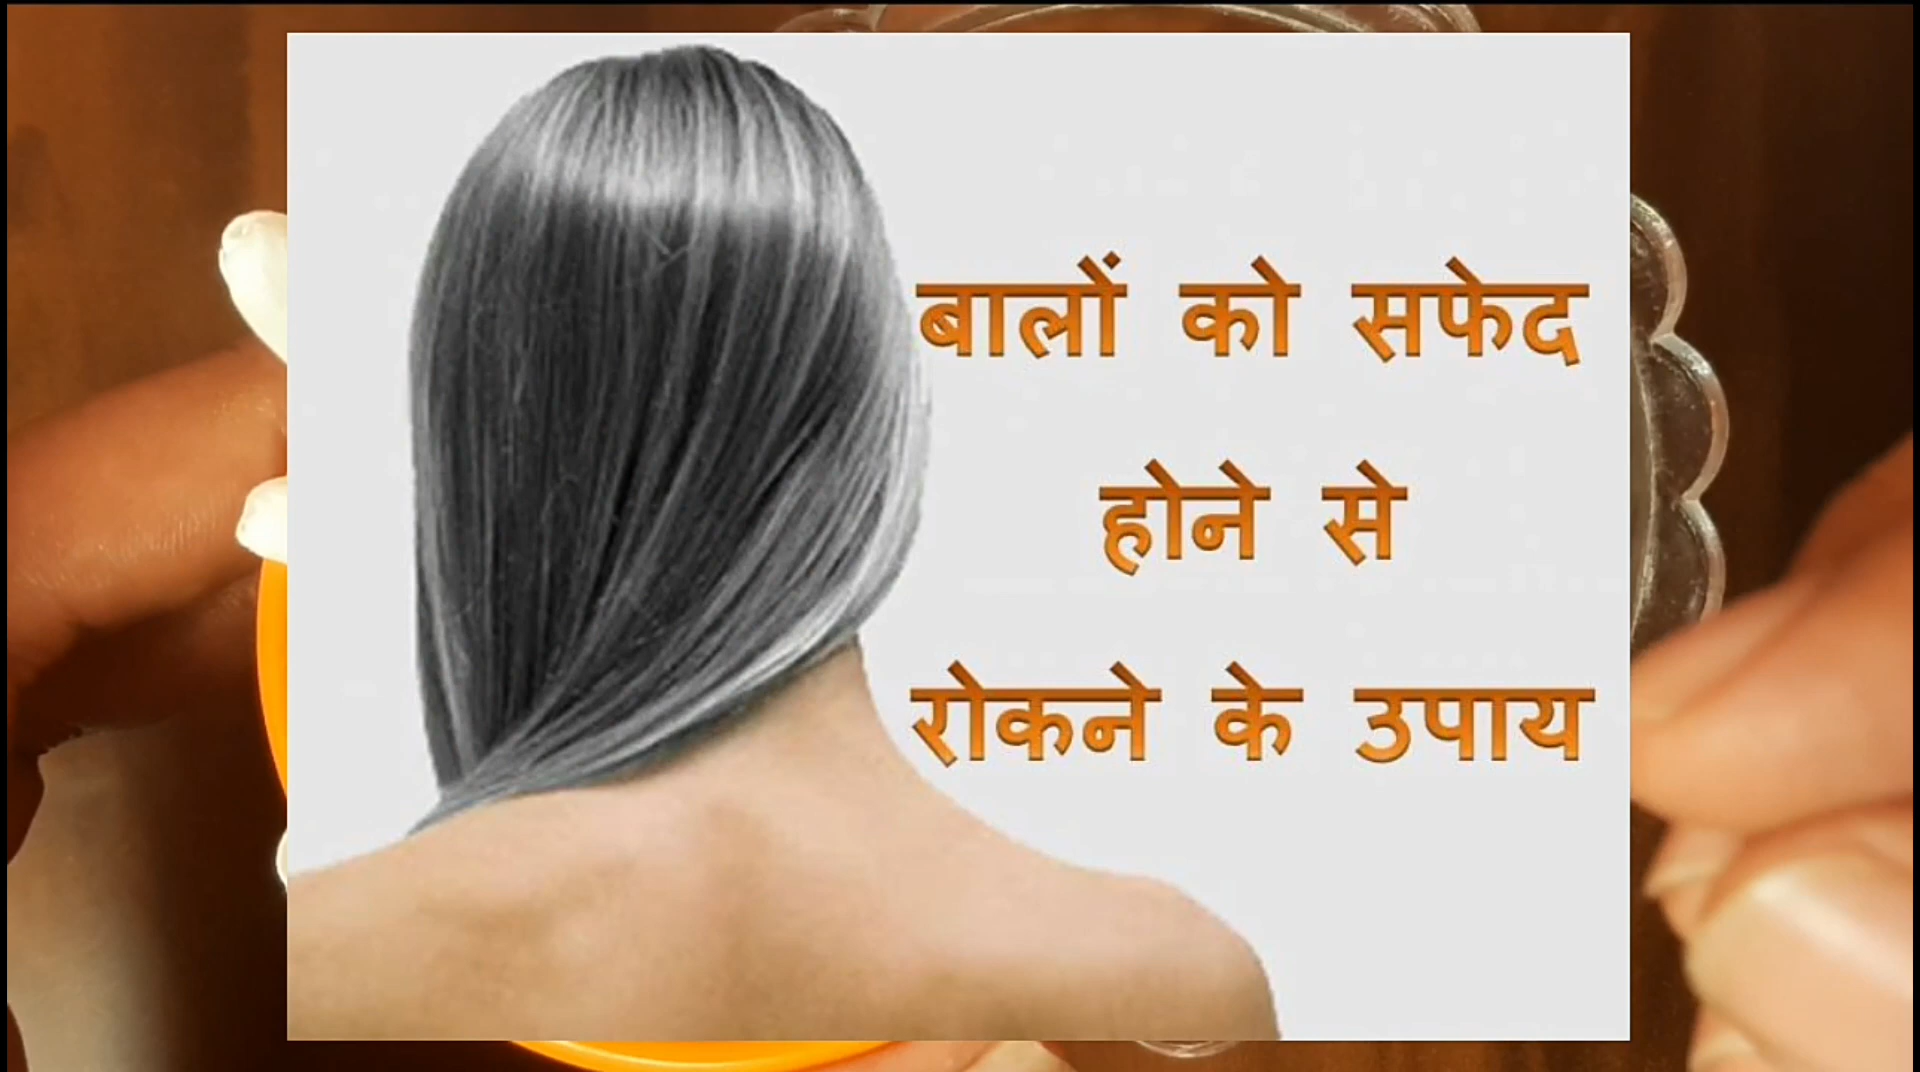 बालों को सफेद
होने से
रोकने के उपाय